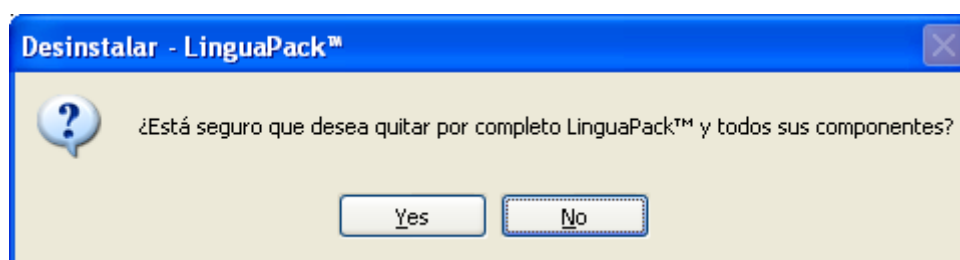 Desinstalar - LinguaPack™
¿Está seguro que desea quitar por completo LinguaPack™ y todos sus componentes?
Yes No